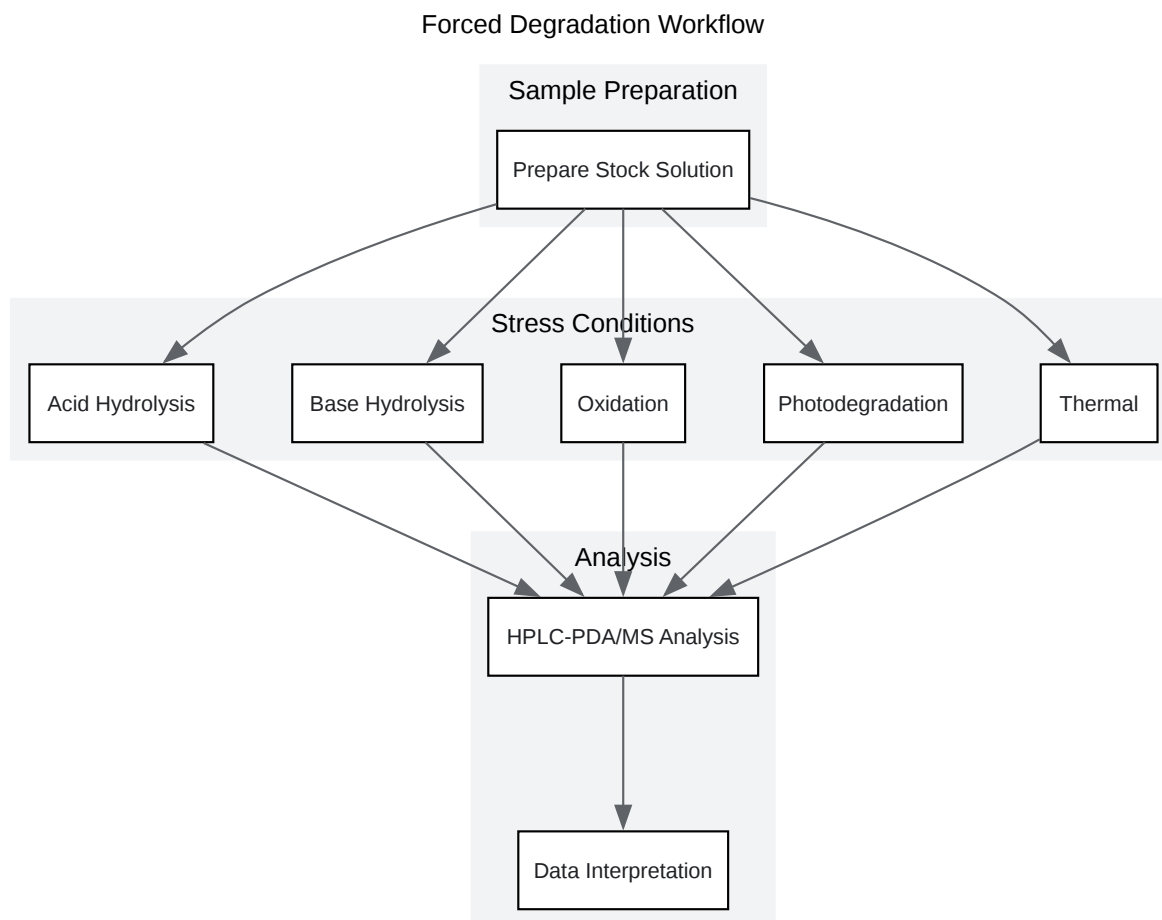 Forced Degradation Workflow
Sample Preparation
Prepare Stock Solution
Stress Conditions
Acid Hydrolysis
Base Hydrolysis
Oxidation
Photodegradation
Thermal
Analysis
HPLC-PDA/MS Analysis
Data Interpretation